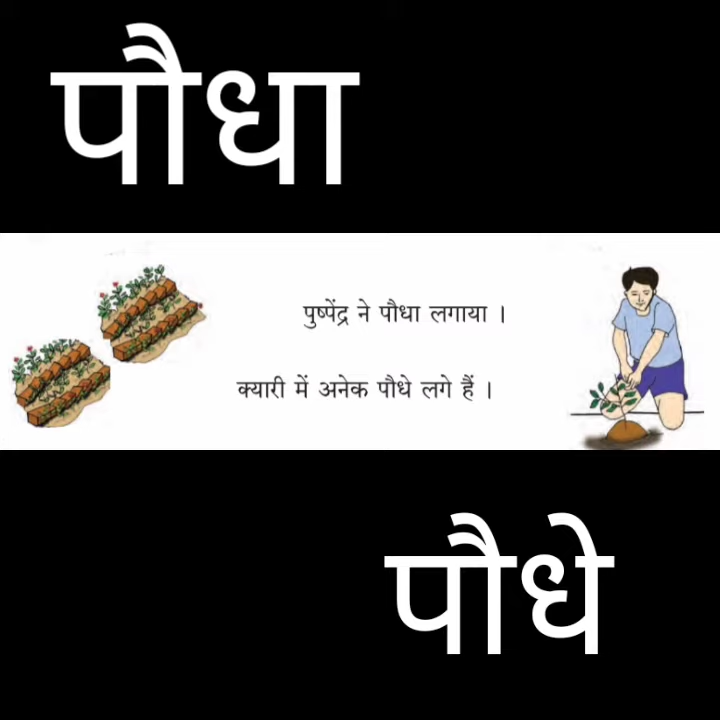 पौधा
पुष्पेंद्र ने पौधा लगाया ।
क्यारी में अनेक पौधे लगे हैं ।
पौधे